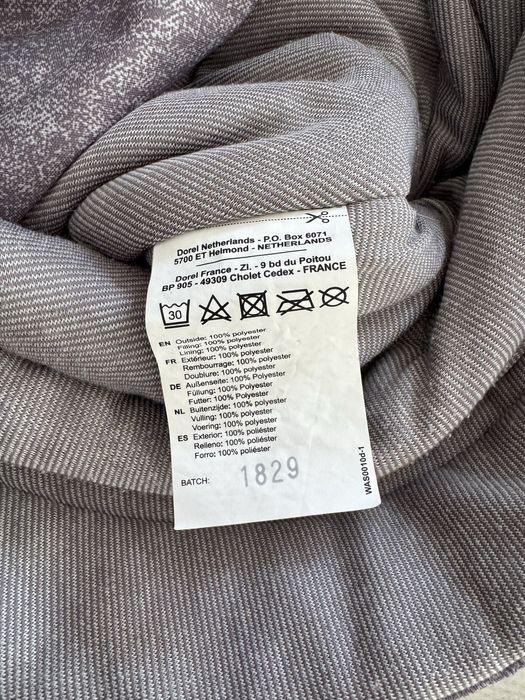 Dorel Netherlands - P.O. Box 6071
5700 ET Helmond - NETHERLANDS
Dorel France - ZI. - 9 bd du Poitou
BP 905 - 49309 Cholet Cedex - FRANCE
30
EN Outside: 100% polyester
Filling: 100% polyester
Lining: 100% polyester
FR Extérieur: 100% polyester
Rembourrage: 100% polyester
Doublure: 100% polyester
DE Außenseite: 100% Polyester
Füllung: 100% Polyester
Futter: 100% Polyester
NL Buitenzijde: 100% polyester
Vulling: 100% polyester
Voering: 100% polyester
ES Exterior: 100% poliéster
Relleno: 100% poliéster
Forro: 100% poliéster
BATCH: 1829
WAS0010d-1